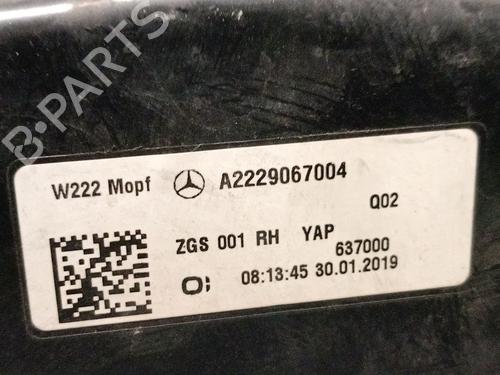 B-PARTS
W222 Mopf A2229067004
Q02
ZGS 001 RH YAP
637000
08:13:45 30.01.2019